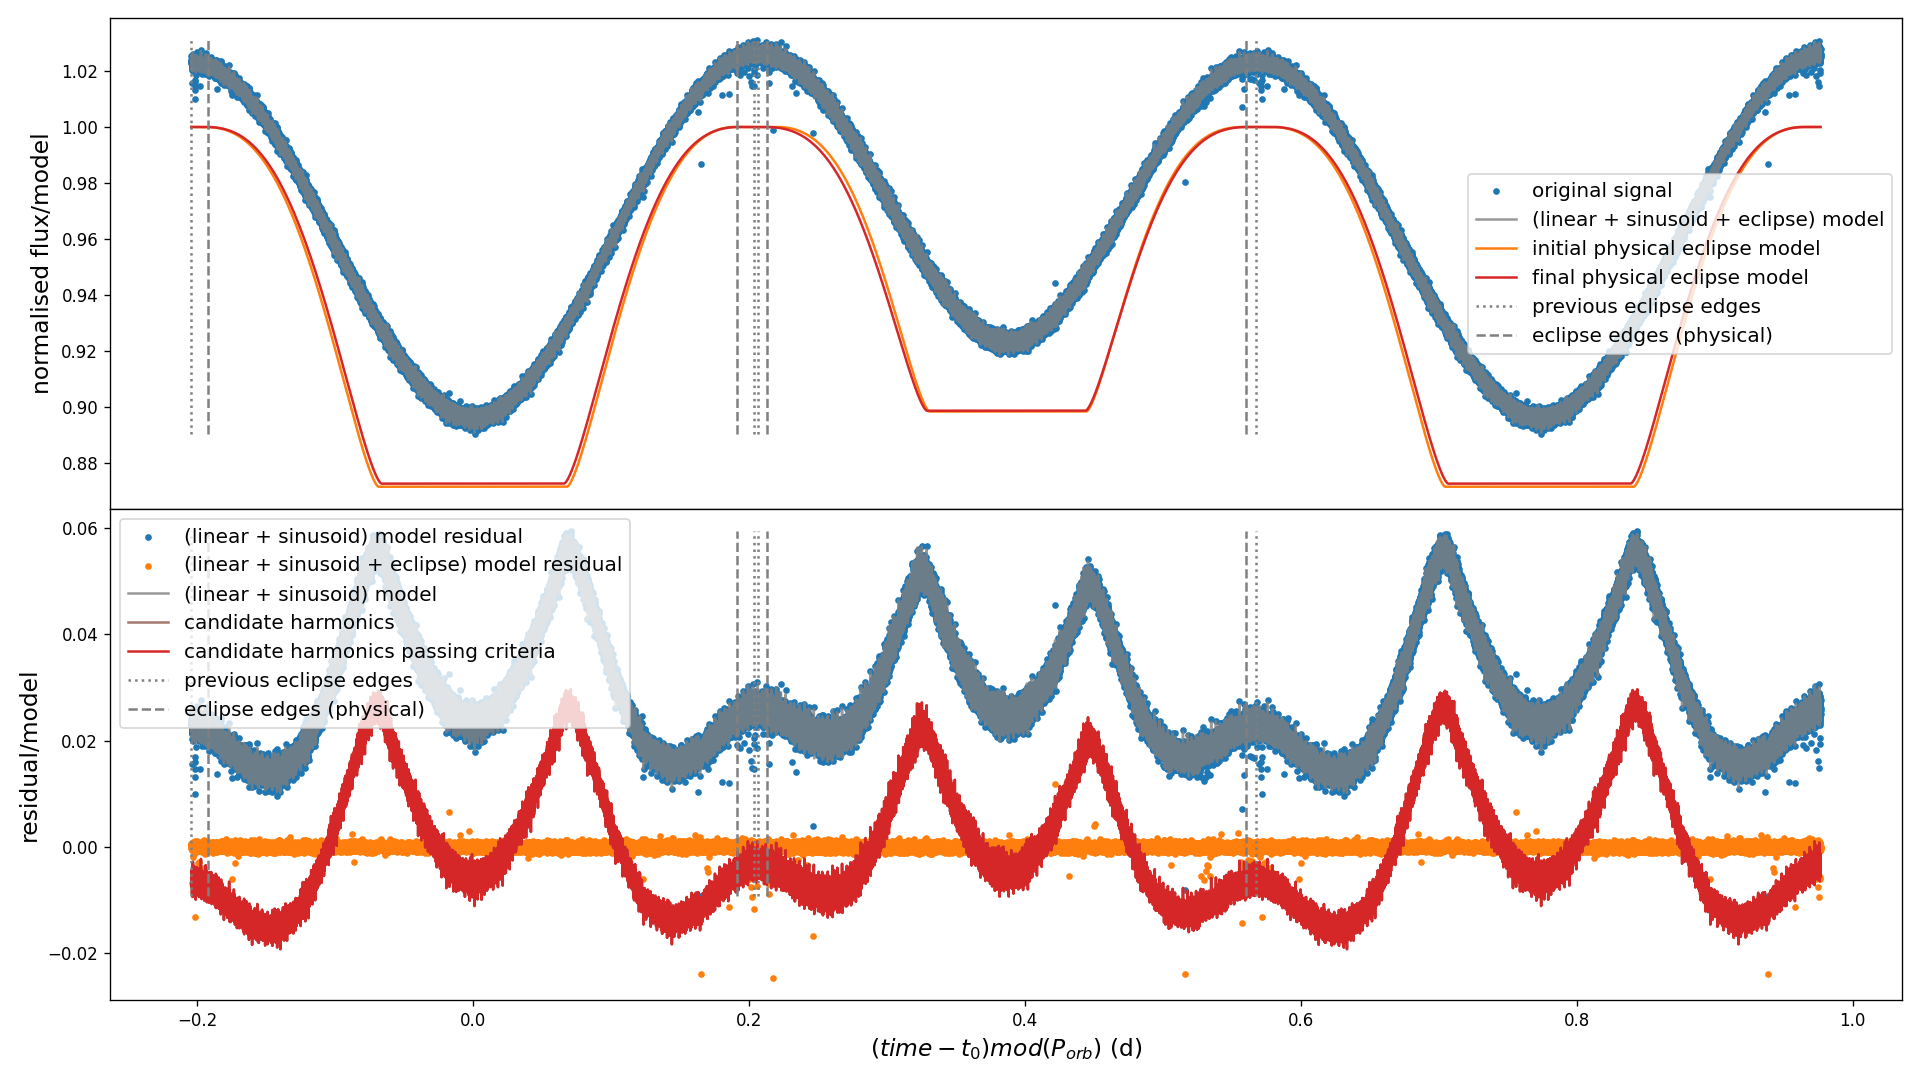 normalised flux/model
1.02
1.00
0.98
0.96
0.94
0.92
0.90
0.88
original signal
(linear + sinusoid + eclipse) model
initial physical eclipse model
final physical eclipse model
previous eclipse edges
eclipse edges (physical)
residual/model
0.06
0.04
0.02
0.00
−0.02
(linear + sinusoid) model residual
(linear + sinusoid + eclipse) model residual
(linear + sinusoid) model
candidate harmonics
candidate harmonics passing criteria
previous eclipse edges
eclipse edges (physical)
−0.2 0.0 0.2 0.4 0.6 0.8 1.0
(time − t₀)mod(P_orb) (d)